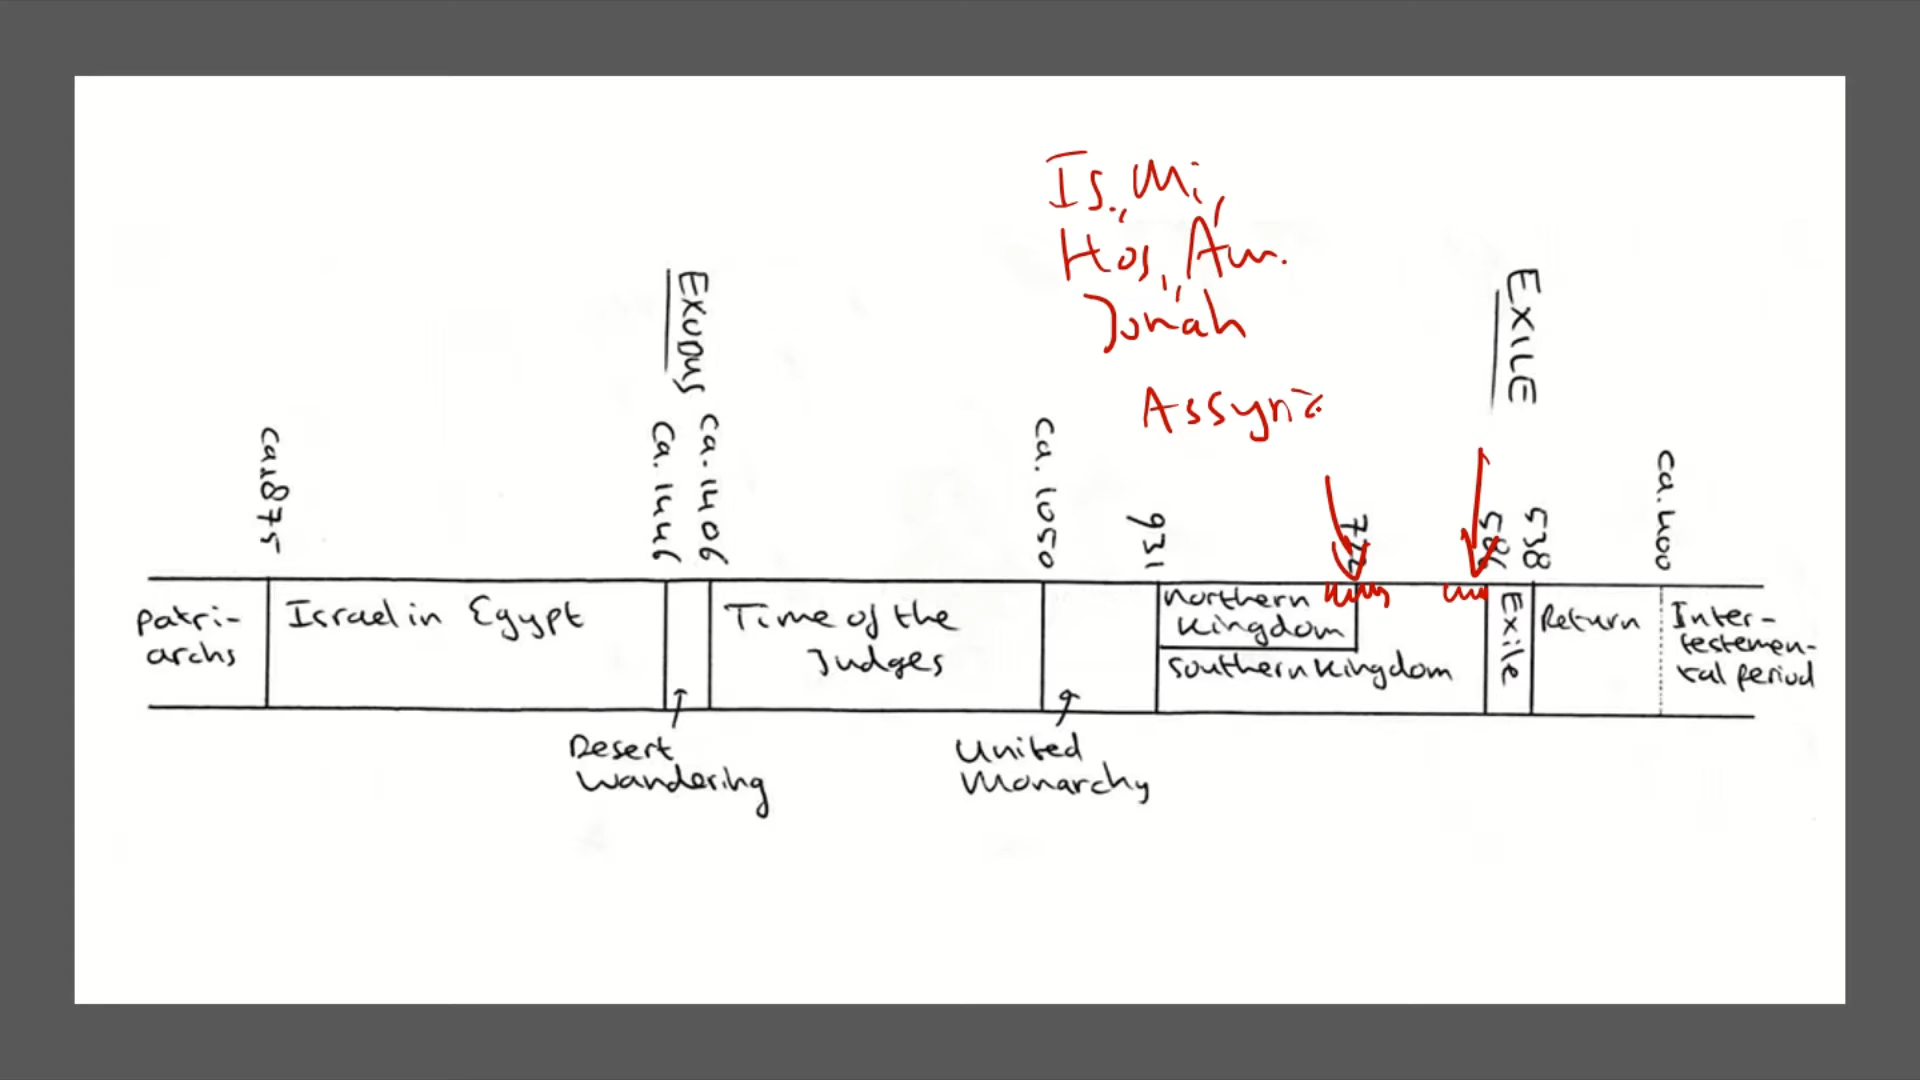 Is., Mi,
Hos, Am.
Jonah
Assyria
Exodus
EXILE
ca. 1875
ca. 1446
ca. 1406
ca. 1050
931
722
586
538
ca. 400
Patri-
archs
Israel in Egypt
Time of the
Judges
Northern
Kingdom
Southern Kingdom
Exile
Return
Inter-
testemen-
tal period
Desert
Wandering
United
Monarchy